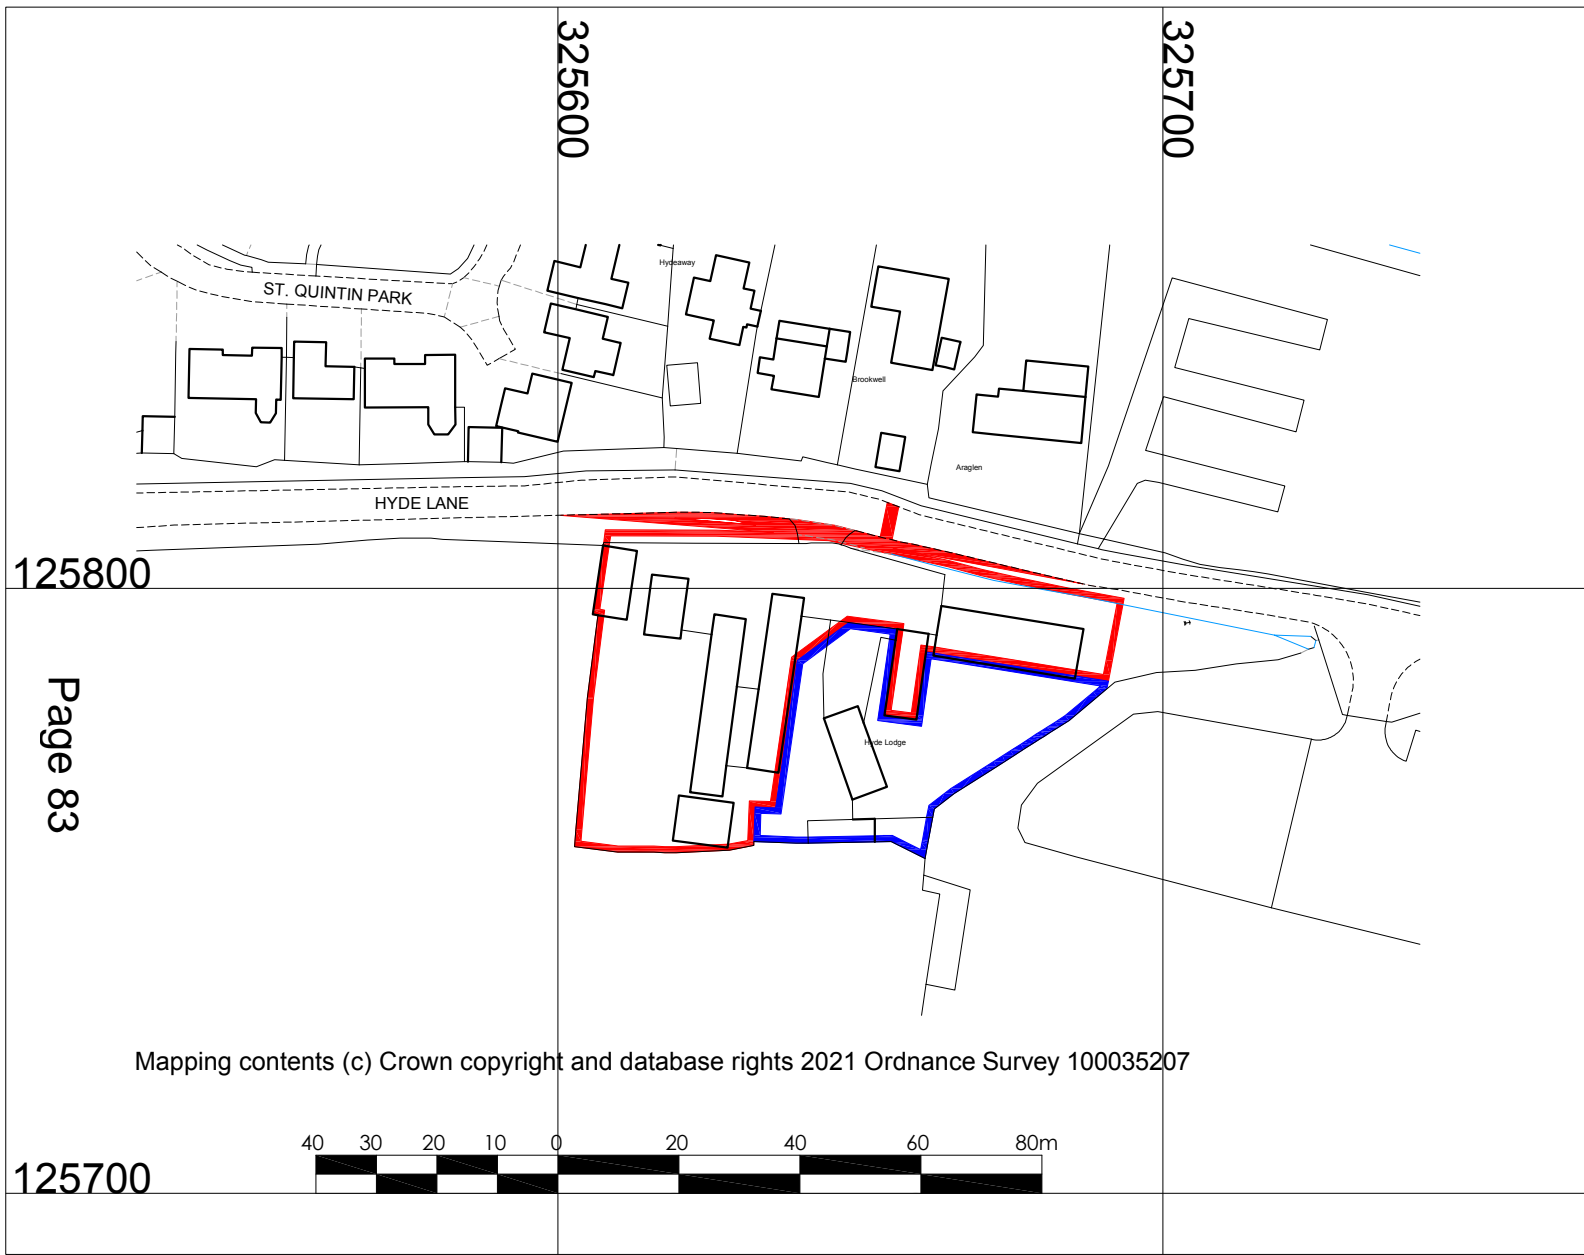 325600
325700
Hydeaway
ST. QUINTIN PARK
Brookwell
Araglen
HYDE LANE
125800
Page 83
Hyde Lodge
Mapping contents (c) Crown copyright and database rights 2021 Ordnance Survey 100035207
40 30 20 10 0 20 40 60 80m
125700